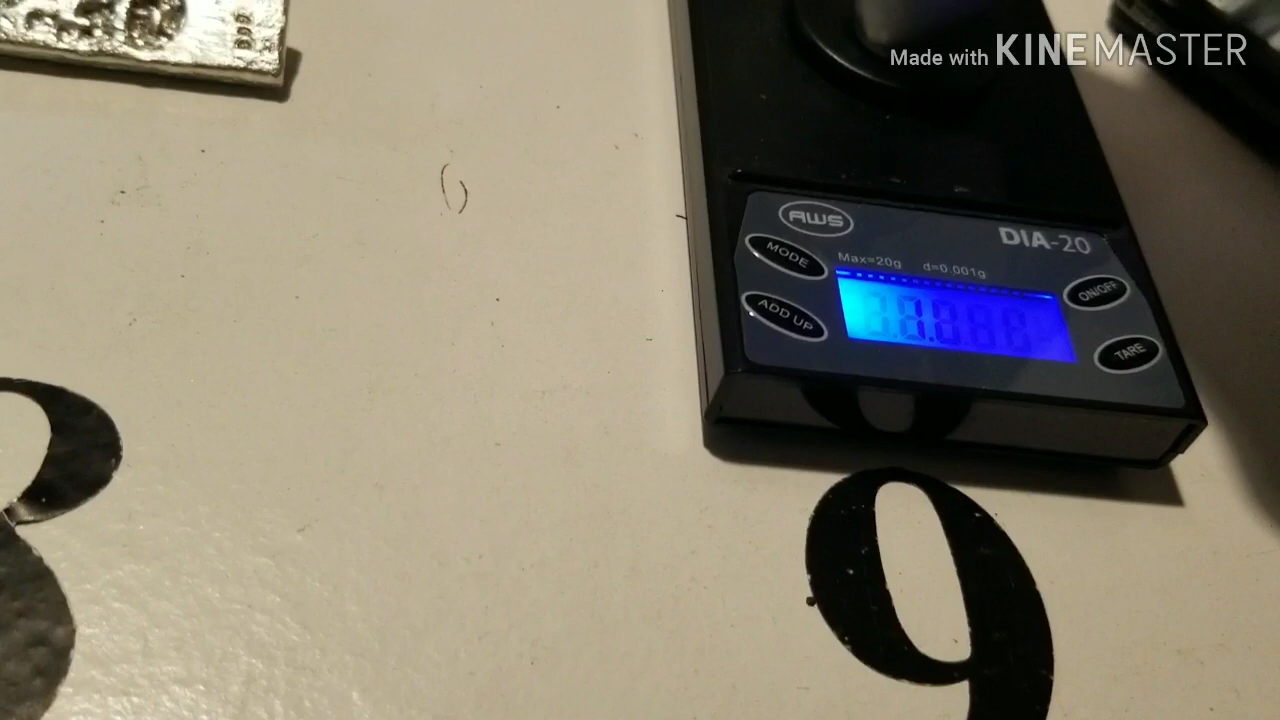 Made with KINEMASTER
AWS
DIA-20
MODE
Max=20g d=0.001g
ON/OFF
ADD UP
TARE
9